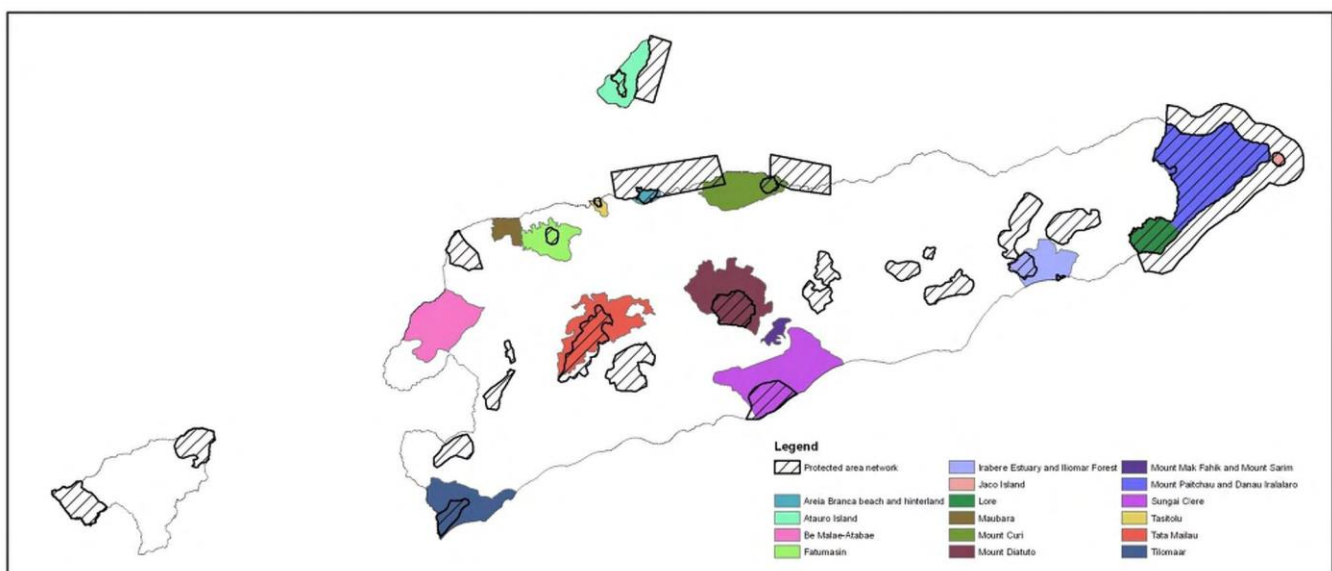 Legend
Protected area network
Areia Branca beach and hinterland
Atauro Island
Be Malae-Atabae
Fatumasin
Irabere Estuary and Iliomar Forest
Jaco Island
Lore
Maubara
Mount Curi
Mount Diatuto
Mount Mak Fahik and Mount Sarim
Mount Paitchau and Danau Iralalaro
Sungai Clere
Tasitolu
Tata Mailau
Tilomaar